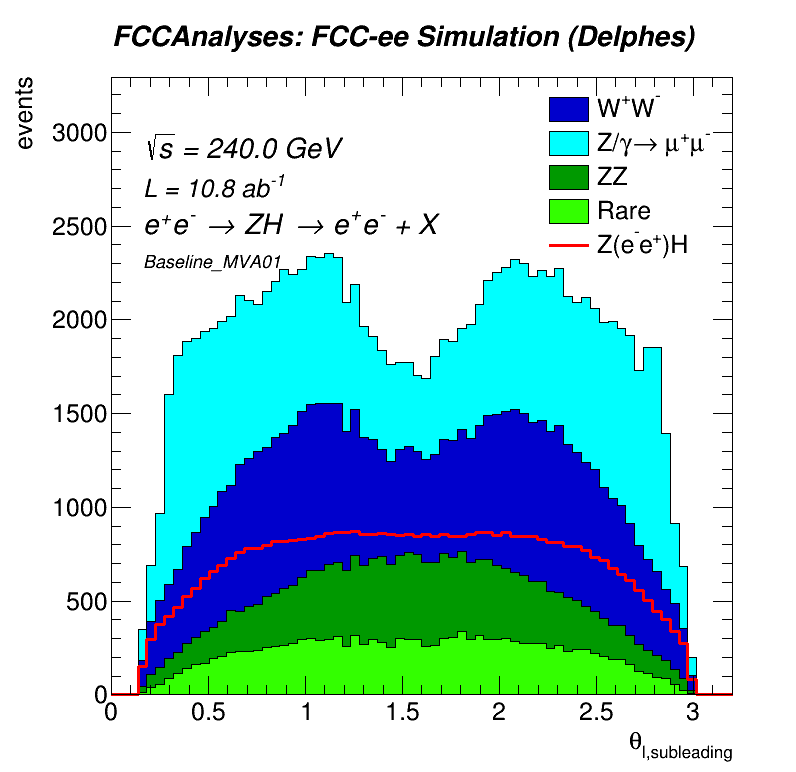 FCCAnalyses: FCC-ee Simulation (Delphes)
events
3000
2500
2000
1500
1000
500
0
√s = 240.0 GeV
L = 10.8 ab⁻¹
e⁺e⁻ → ZH → e⁺e⁻ + X
Baseline_MVA01
W⁺W⁻
Z/γ→ μ⁺μ⁻
ZZ
Rare
Z(e⁻e⁺)H
0 0.5 1 1.5 2 2.5 3
θ_l,subleading